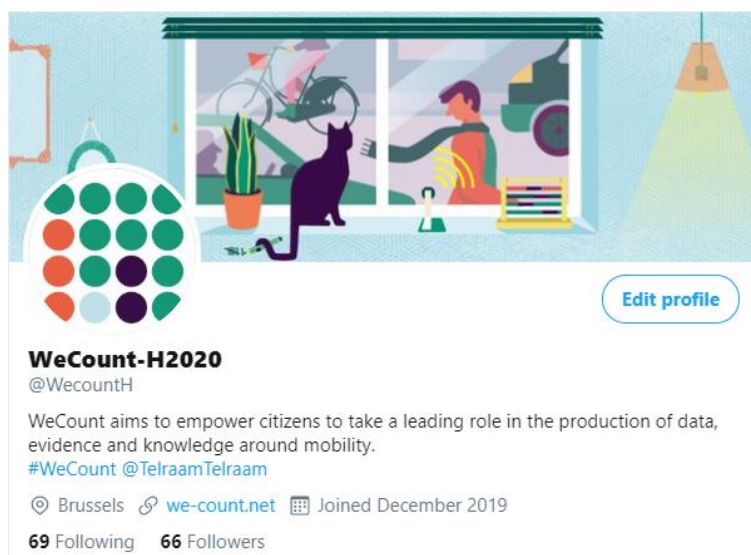 Edit profile
WeCount-H2020
@WecountH
WeCount aims to empower citizens to take a leading role in the production of data,
evidence and knowledge around mobility.
#WeCount @TelraamTelraam
Brussels we-count.net Joined December 2019
69 Following 66 Followers